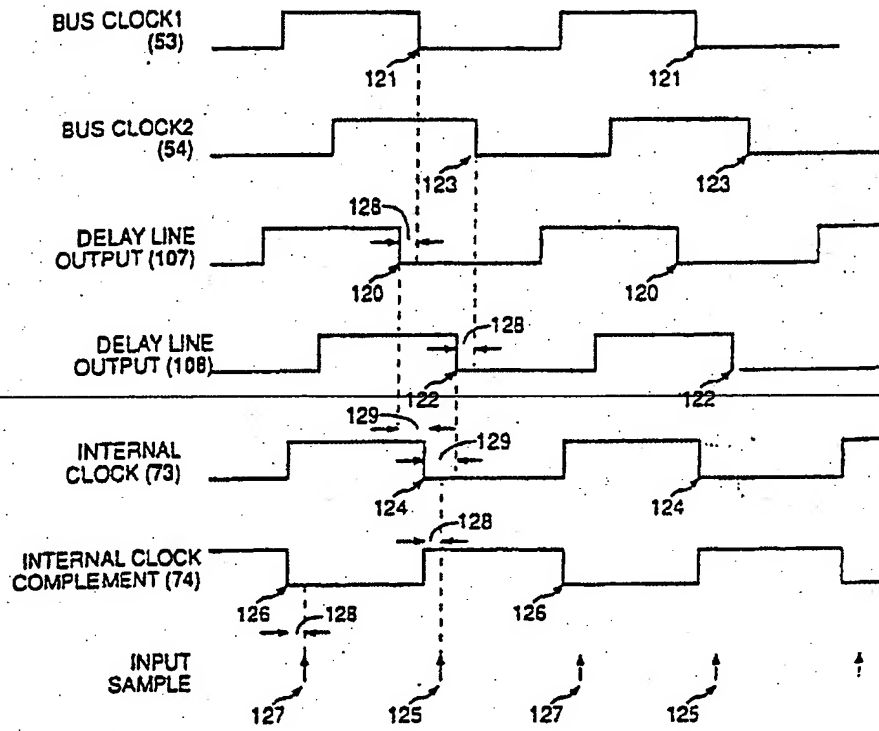 BUS CLOCK1
(53)
121
121
BUS CLOCK2
(54)
123
123
128
DELAY LINE
OUTPUT (107)
120
120
128
DELAY LINE
OUTPUT (108)
122
122
129
129
INTERNAL
CLOCK (73)
124
124
128
INTERNAL CLOCK
COMPLEMENT (74)
126
128
126
INPUT
SAMPLE
127
125
127
125